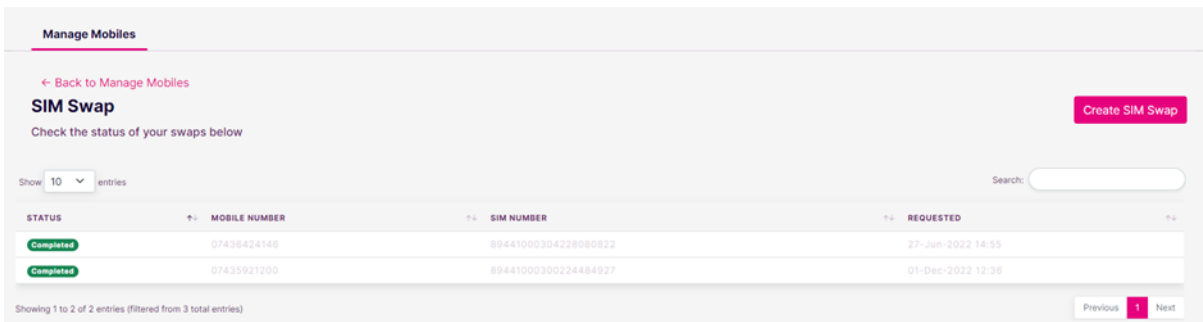 Manage Mobiles
← Back to Manage Mobiles
SIM Swap
Create SIM Swap
Check the status of your swaps below
Show 10 entries
Search:
STATUS MOBILE NUMBER SIM NUMBER REQUESTED
Completed 07436424146 89441000304228080822 27-Jun-2022 14:55
Completed 07435921200 89441000300224484927 01-Dec-2022 12:36
Showing 1 to 2 of 2 entries (filtered from 3 total entries)
Previous 1 Next